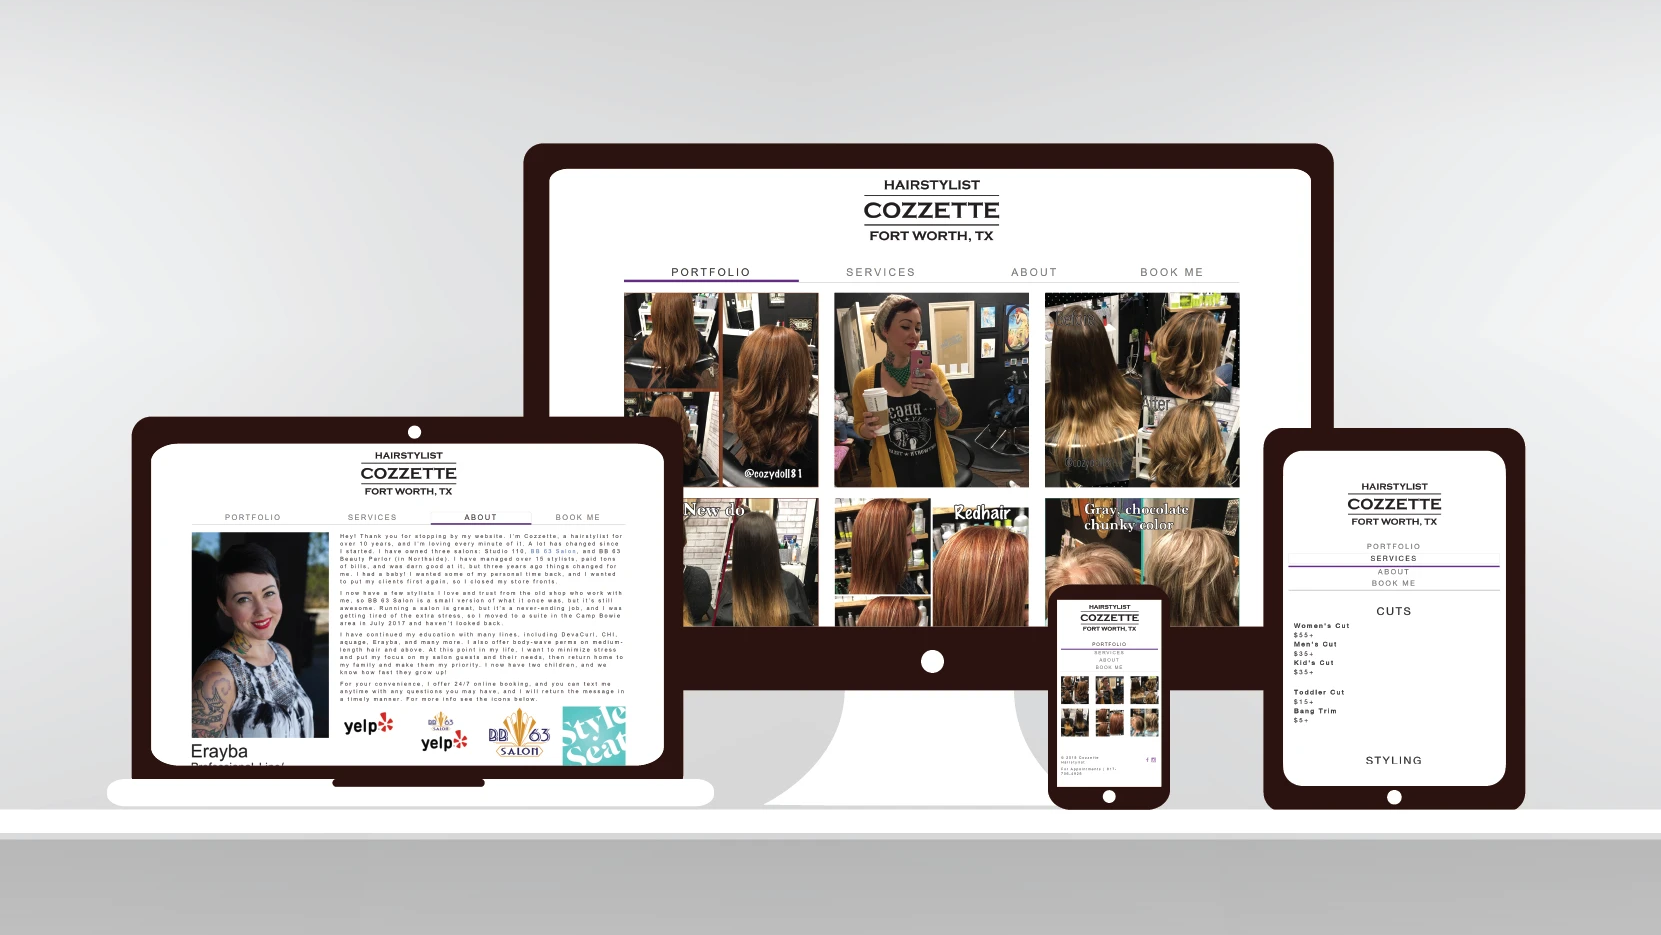 HAIRSTYLIST
COZZETTE
FORT WORTH, TX
PORTFOLIO SERVICES ABOUT BOOK ME
@cozydoll81
Before
After
New do
Redhair
Gray, chocolate
chunky color
HAIRSTYLIST
COZZETTE
FORT WORTH, TX
PORTFOLIO SERVICES ABOUT BOOK ME
Hey! Thank you for stopping by my website. I'm Cozzette, a hairstylist for
over 10 years, and I'm loving every minute of it. A lot has changed since
I started. I have owned three salons: Studio 110, BB 63 Salon, and BB 63
Beauty Parlor (in Northside). I have managed over 15 stylists, paid tons
of bills, and was darn good at it, but three years ago things changed for
me. I had a baby! I wanted some of my personal time back, and I wanted
to put my clients first again, so I closed my store fronts.
I now have a few stylists I love and trust from the old shop who work with
me, so BB 63 Salon is a small version of what it once was, but it's still
awesome. Running a salon is great, but it's a never-ending job, and I was
getting tired of the extra stress, so I moved to a suite in the Camp Bowie
area in July 2017 and haven't looked back.
I have continued my education with many lines, including DevaCurl, CHI,
aquage, Erayba, and many more. I also offer body-wave perms on medium-
length hair and above. At this point in my life, I want to minimize stress
and put my focus on my salon guests and their needs, then return home to
my family and make them my priority. I now have two children, and we
know how fast they grow up!
For your convenience, I offer 24/7 online booking, and you can text me
anytime with any questions you may have, and I will return the message in
a timely manner. For more info see the icons below.
yelp
BB 63
SALON
yelp
BB 63
SALON
Style
Seat
Erayba
HAIRSTYLIST
COZZETTE
FORT WORTH, TX
PORTFOLIO
SERVICES
ABOUT
BOOK ME
© 2018 Cozzette
Hairstylist
For Appointments | 817-
HAIRSTYLIST
COZZETTE
FORT WORTH, TX
PORTFOLIO
SERVICES
ABOUT
BOOK ME
CUTS
Women's Cut
$55+
Men's Cut
$35+
Kid's Cut
$35+
Toddler Cut
$15+
Bang Trim
$5+
STYLING